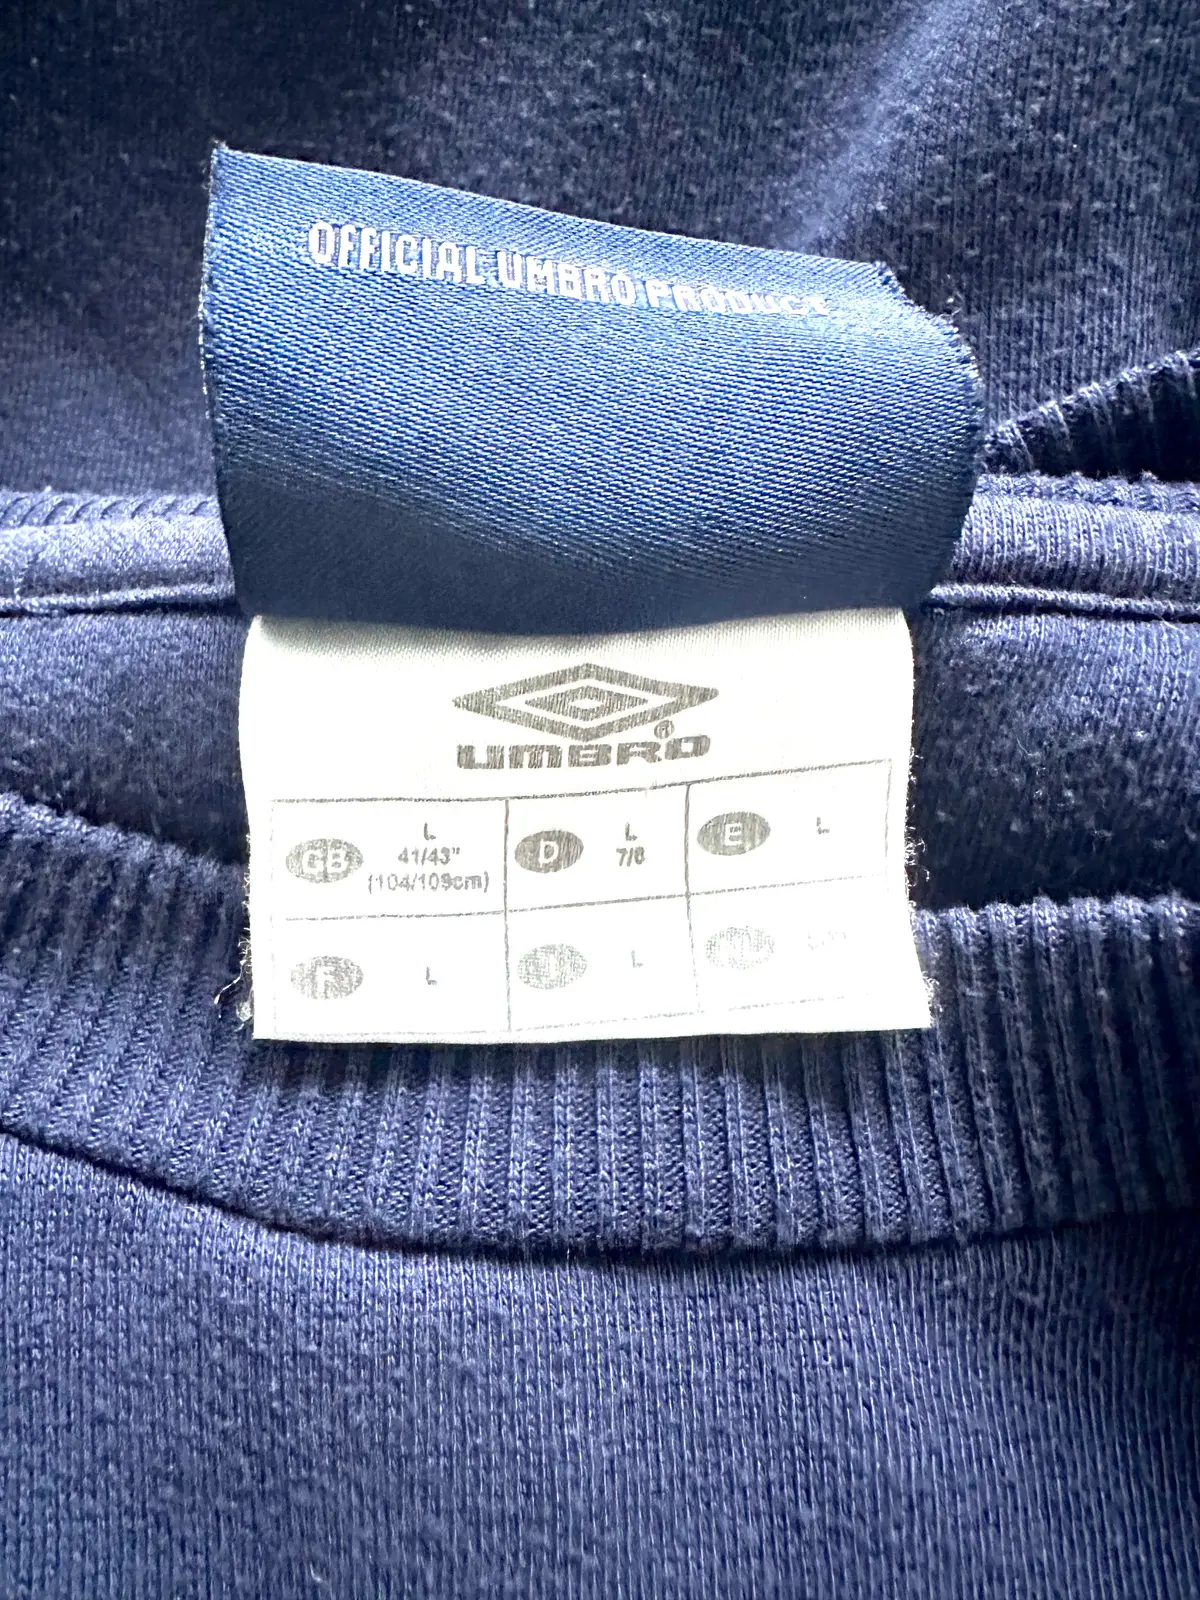 OFFICIAL UMBRO PRODUCT
UMBRO®
GB L
41/43"
(104/109cm)
D L
7/8
E L
F L
I L